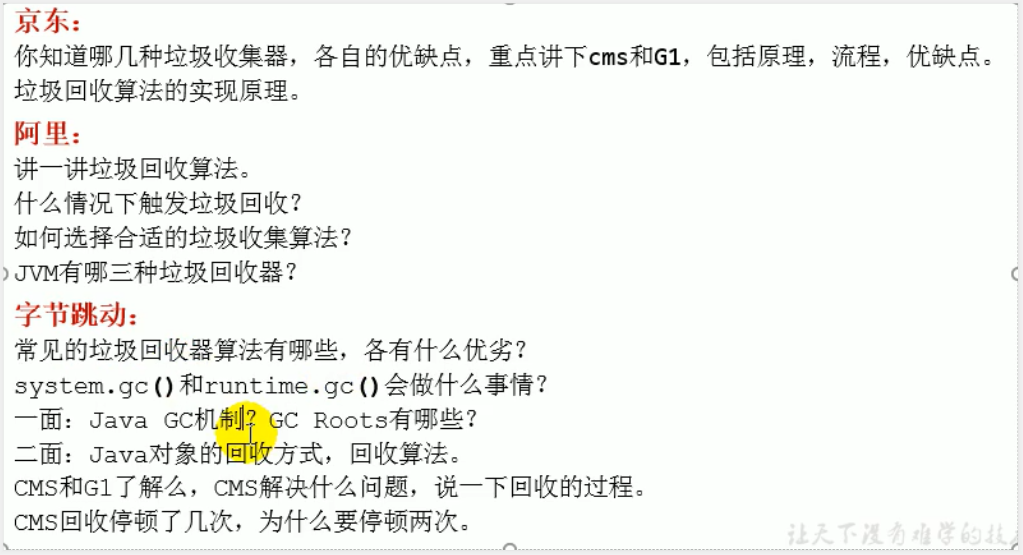 京东：
你知道哪几种垃圾收集器，各自的优缺点，重点讲下cms和G1，包括原理，流程，优缺点。
垃圾回收算法的实现原理。
阿里：
讲一讲垃圾回收算法。
什么情况下触发垃圾回收？
如何选择合适的垃圾收集算法？
JVM有哪三种垃圾回收器？
字节跳动：
常见的垃圾回收器算法有哪些，各有什么优劣？
system.gc()和runtime.gc()会做什么事情？
一面：Java GC机制？GC Roots有哪些？
二面：Java对象的回收方式，回收算法。
CMS和G1了解么，CMS解决什么问题，说一下回收的过程。
CMS回收停顿了几次，为什么要停顿两次。
让天下没有难学的技